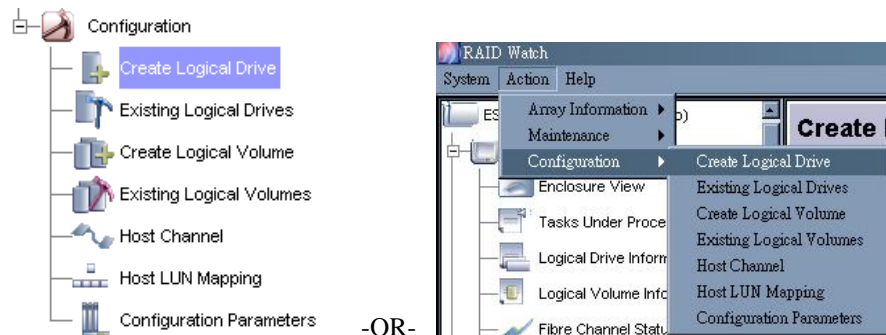 Configuration
Create Logical Drive
Existing Logical Drives
Create Logical Volume
Existing Logical Volumes
Host Channel
Host LUN Mapping
Configuration Parameters
-OR-
RAID Watch
System Action Help
Array Information
Maintenance
Configuration
Create Logical Drive
Existing Logical Drives
Create Logical Volume
Existing Logical Volumes
Host Channel
Host LUN Mapping
Configuration Parameters
ES
o)
Create
Enclosure View
Tasks Under Proce
Logical Drive Inform
Logical Volume Info
Fibre Channel Statu